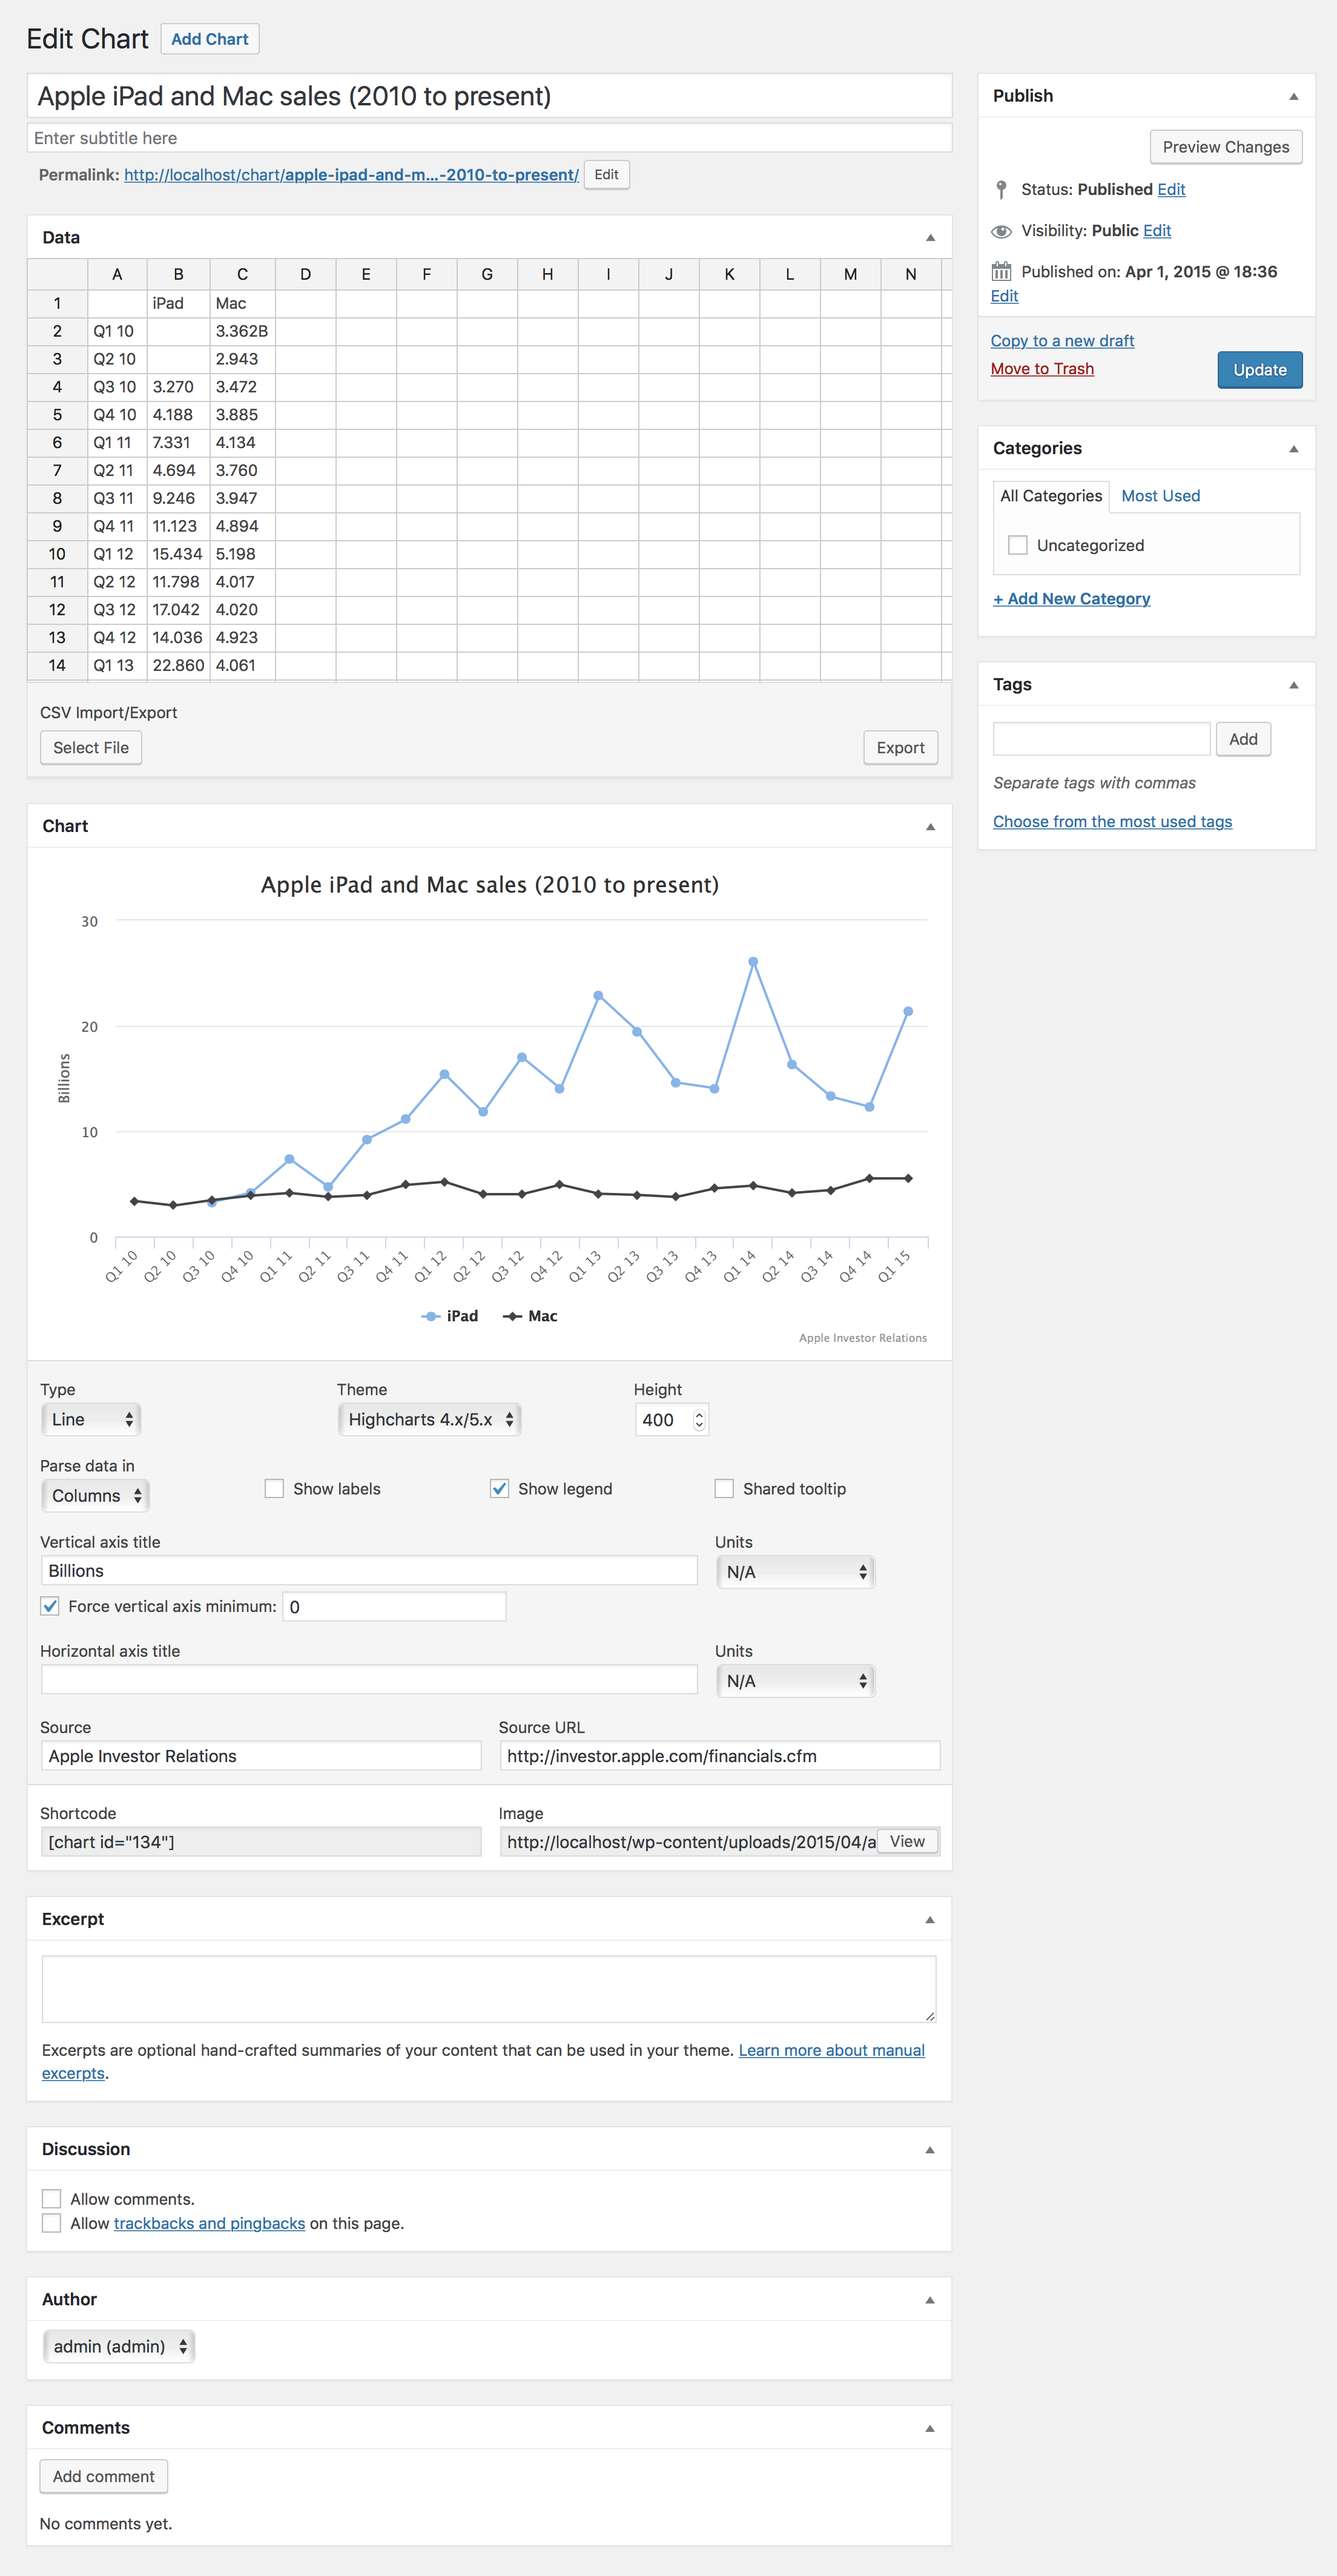 Edit Chart Add Chart
Apple iPad and Mac sales (2010 to present)
Enter subtitle here
Permalink: http://localhost/chart/apple-ipad-and-m...-2010-to-present/ Edit
Data
A B C D E F G H I J K L M N
1 iPad Mac
2 Q1 10 3.362B
3 Q2 10 2.943
4 Q3 10 3.270 3.472
5 Q4 10 4.188 3.885
6 Q1 11 7.331 4.134
7 Q2 11 4.694 3.760
8 Q3 11 9.246 3.947
9 Q4 11 11.123 4.894
10 Q1 12 15.434 5.198
11 Q2 12 11.798 4.017
12 Q3 12 17.042 4.020
13 Q4 12 14.036 4.923
14 Q1 13 22.860 4.061
CSV Import/Export
Select File Export
Chart
Apple iPad and Mac sales (2010 to present)
30
20
10
0
Billions
Q1 10 Q2 10 Q3 10 Q4 10 Q1 11 Q2 11 Q3 11 Q4 11 Q1 12 Q2 12 Q3 12 Q4 12 Q1 13 Q2 13 Q3 13 Q4 13 Q1 14 Q2 14 Q3 14 Q4 14 Q1 15
iPad Mac
Apple Investor Relations
Type Theme Height
Line Highcharts 4.x/5.x 400
Parse data in
Columns Show labels Show legend Shared tooltip
Vertical axis title Units
Billions N/A
Force vertical axis minimum: 0
Horizontal axis title Units
N/A
Source Source URL
Apple Investor Relations http://investor.apple.com/financials.cfm
Shortcode Image
[chart id="134"] http://localhost/wp-content/uploads/2015/04/a View
Excerpt
Excerpts are optional hand-crafted summaries of your content that can be used in your theme. Learn more about manual
excerpts.
Discussion
Allow comments.
Allow trackbacks and pingbacks on this page.
Author
admin (admin)
Comments
Add comment
No comments yet.
Publish
Preview Changes
Status: Published Edit
Visibility: Public Edit
Published on: Apr 1, 2015 @ 18:36
Edit
Copy to a new draft
Move to Trash Update
Categories
All Categories Most Used
Uncategorized
+ Add New Category
Tags
Add
Separate tags with commas
Choose from the most used tags